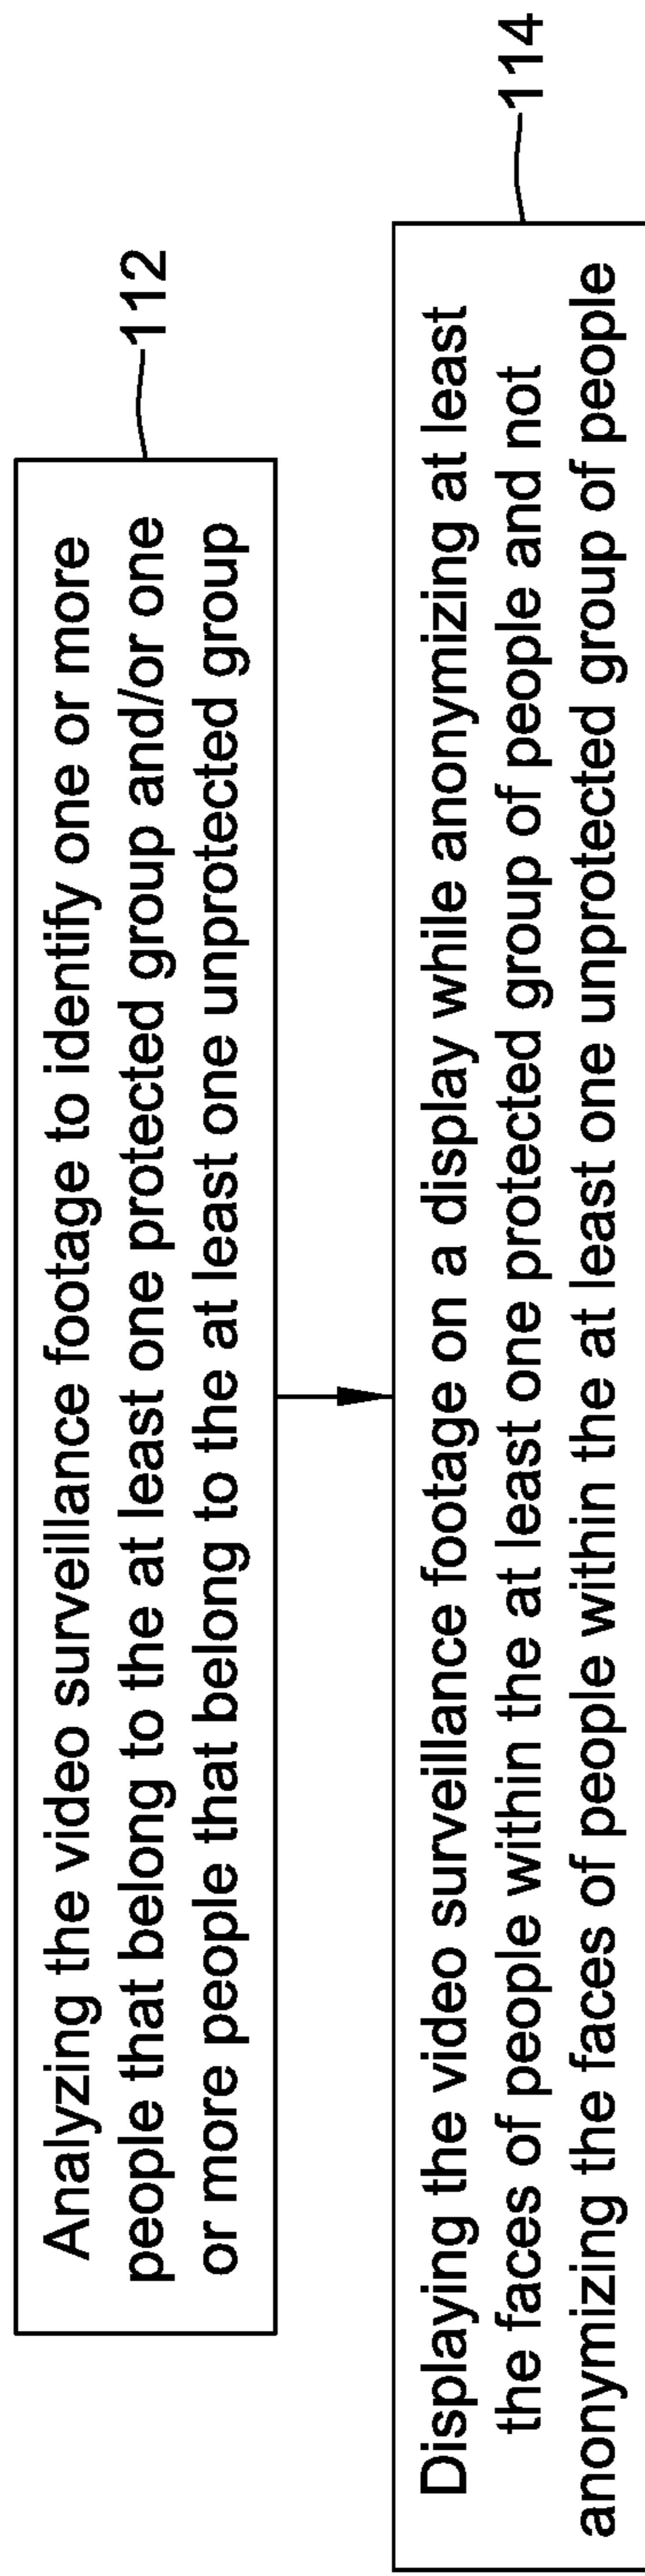 Analyzing the video surveillance footage to identify one or more
people that belong to the at least one protected group and/or one
or more people that belong to the at least one unprotected group
112
Displaying the video surveillance footage on a display while anonymizing at least
the faces of people within the at least one protected group of people and not
anonymizing the faces of people within the at least one unprotected group of people
114